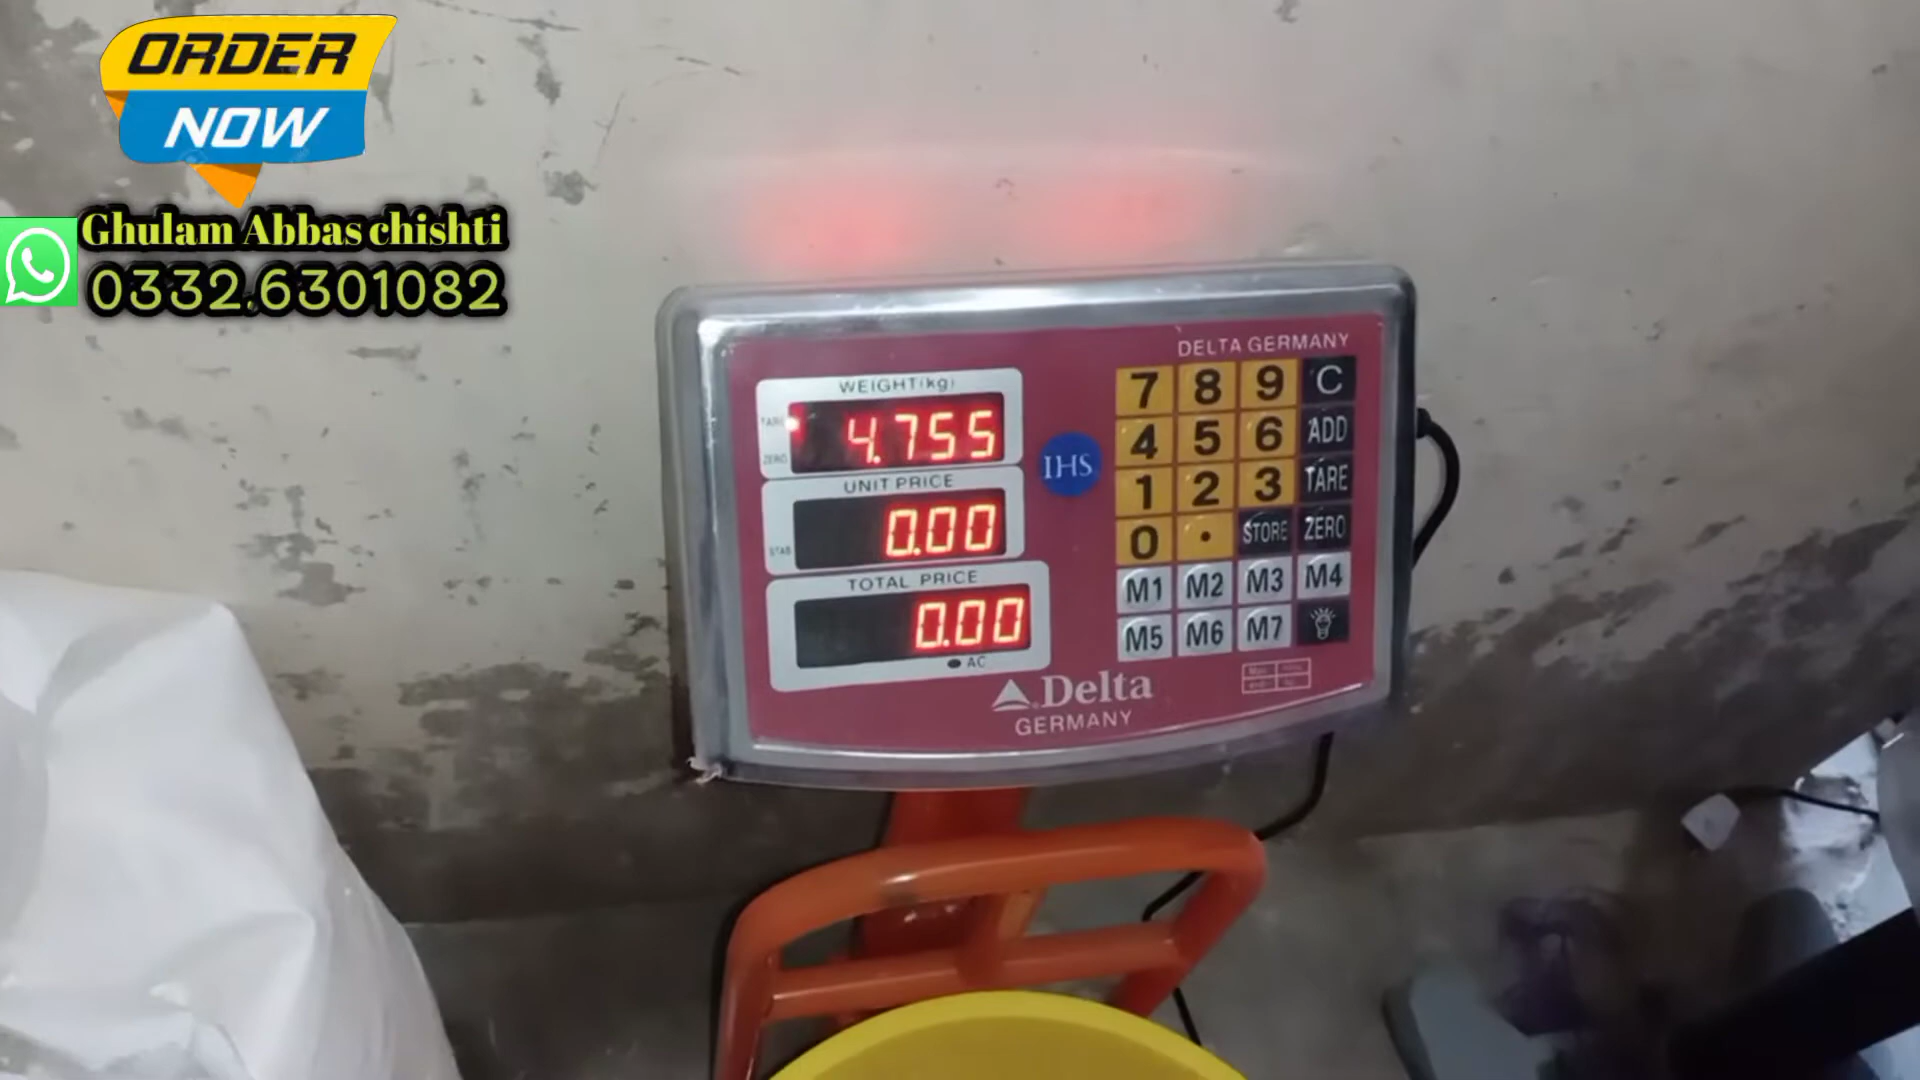 ORDER
NOW
Ghulam Abbas chishti
0332.6301082
DELTA GERMANY
WEIGHT(kg)
TARE
4.755
ZERO
UNIT PRICE
0.00
STAB
TOTAL PRICE
0.00
AC
IHS
7 8 9 C
4 5 6 ADD
1 2 3 TARE
0 . STORE ZERO
M1 M2 M3 M4
M5 M6 M7
Delta
GERMANY